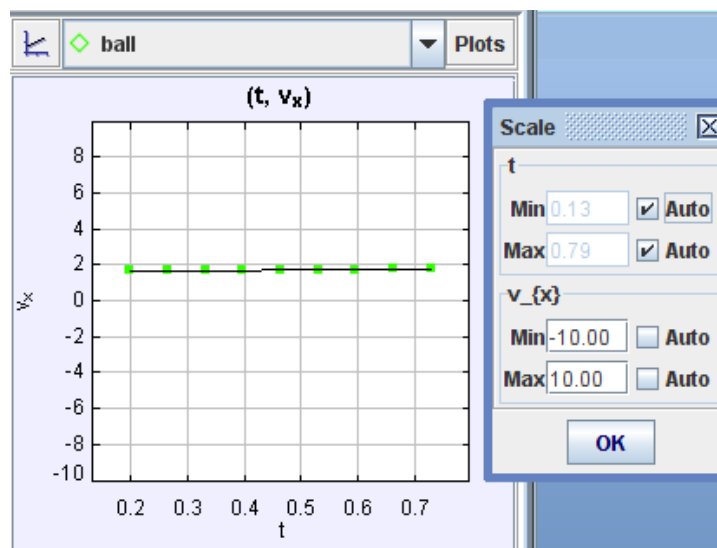 ball
Plots
(t, vx)
8
6
4
2
0
-2
-4
-6
-8
-10
vx
0.2 0.3 0.4 0.5 0.6 0.7
t
Scale
t
Min 0.13 Auto
Max 0.79 Auto
v_{x}
Min -10.00 Auto
Max 10.00 Auto
OK